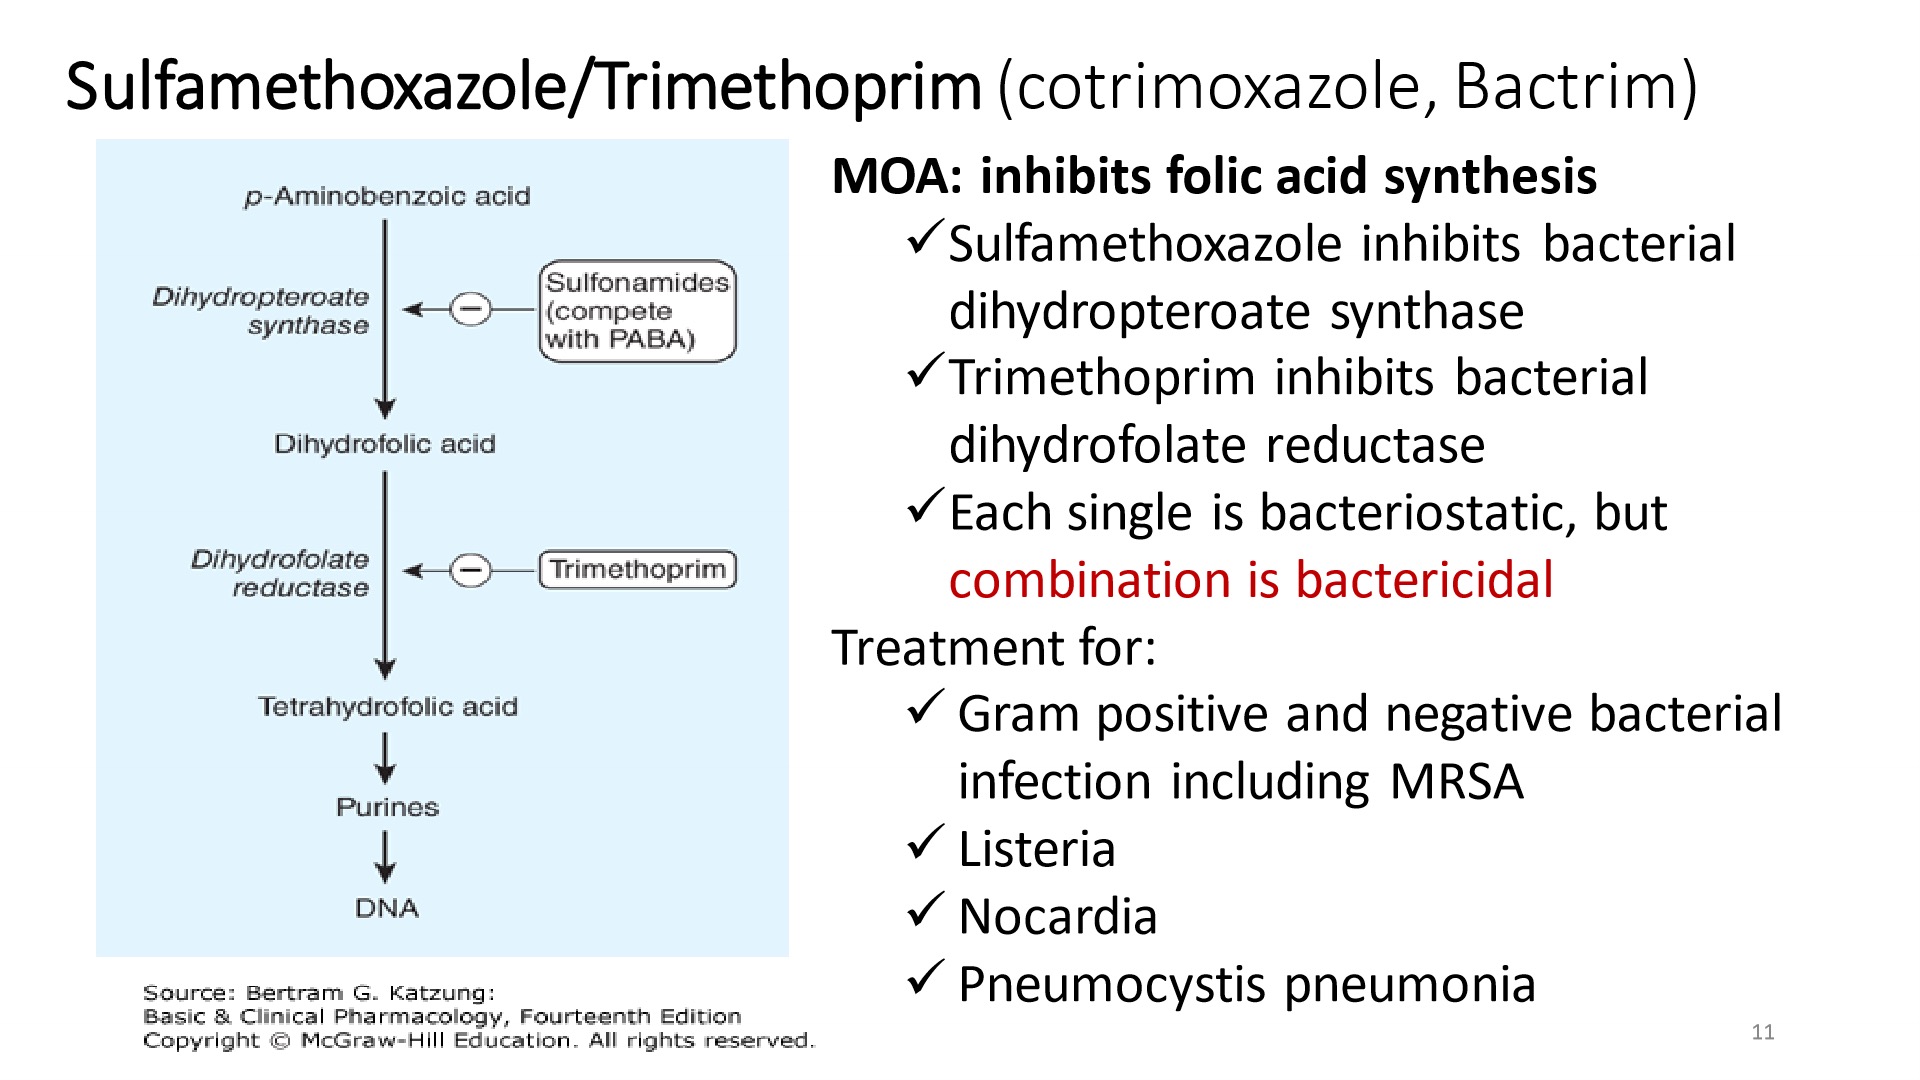 Sulfamethoxazole/Trimethoprim (cotrimoxazole, Bactrim)
p-Aminobenzoic acid
Dihydropteroate
synthase
Sulfonamides
(compete
with PABA)
Dihydrofolic acid
Dihydrofolate
reductase
Trimethoprim
Tetrahydrofolic acid
Purines
DNA
Source: Bertram G. Katzung:
Basic & Clinical Pharmacology, Fourteenth Edition
Copyright © McGraw-Hill Education. All rights reserved.
MOA: inhibits folic acid synthesis
✓Sulfamethoxazole inhibits bacterial
dihydropteroate synthase
✓Trimethoprim inhibits bacterial
dihydrofolate reductase
✓Each single is bacteriostatic, but
combination is bactericidal
Treatment for:
✓ Gram positive and negative bacterial
infection including MRSA
✓ Listeria
✓ Nocardia
✓ Pneumocystis pneumonia
11